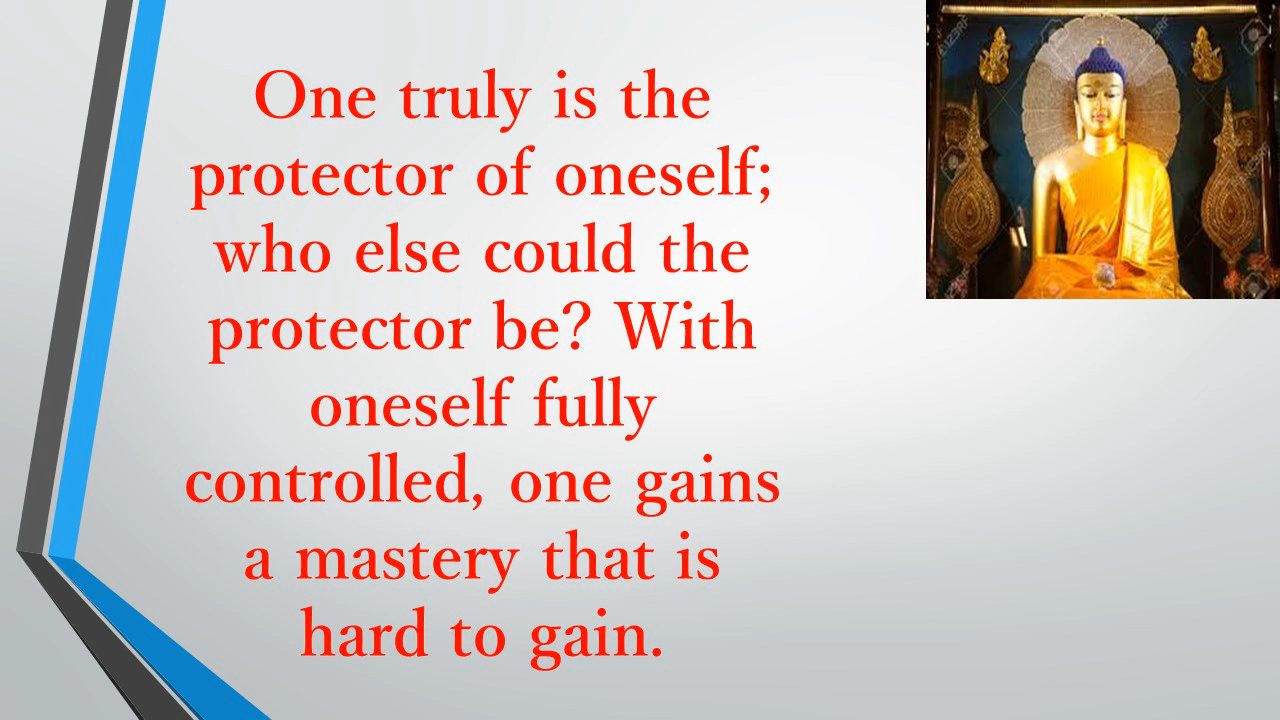 One truly is the
protector of oneself;
who else could the
protector be? With
oneself fully
controlled, one gains
a mastery that is
hard to gain.